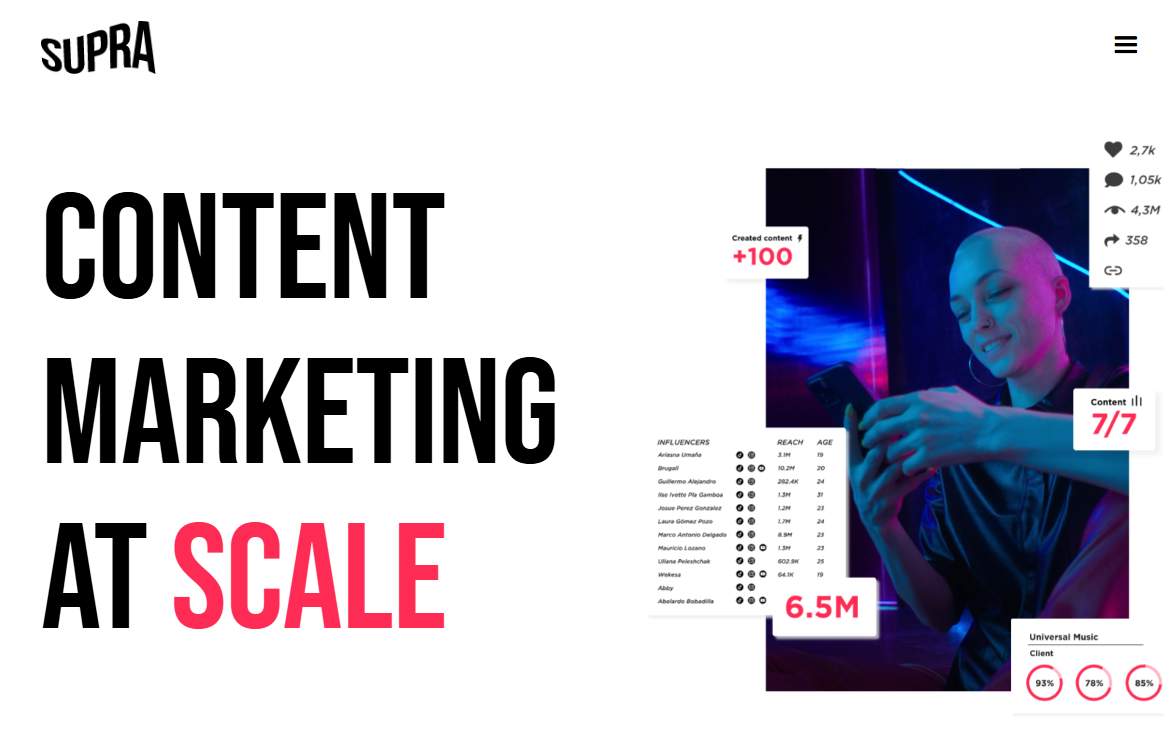 SUPRA
CONTENT
MARKETING
AT SCALE
2,7k
1,05k
4,3M
358
Created content
+100
Content
7/7
INFLUENCERS REACH AGE
Ariasna Umaña 3.1M 19
Brugali 10.2M 20
Guillermo Alejandro 282.4K 24
Ilse Ivette Pla Gamboa 1.3M 31
Josue Perez Gonzalez 1.2M 23
Laura Gómez Pozo 1.7M 24
Marco Antonio Delgado 8.9M 23
Mauricio Lozano 1.3M 23
Uliana Peleshchak 602.9K 25
Wekesa 64.1K 19
Abby
Abelardo Bobadilla
6.5M
Universal Music
Client
93% 78% 85%